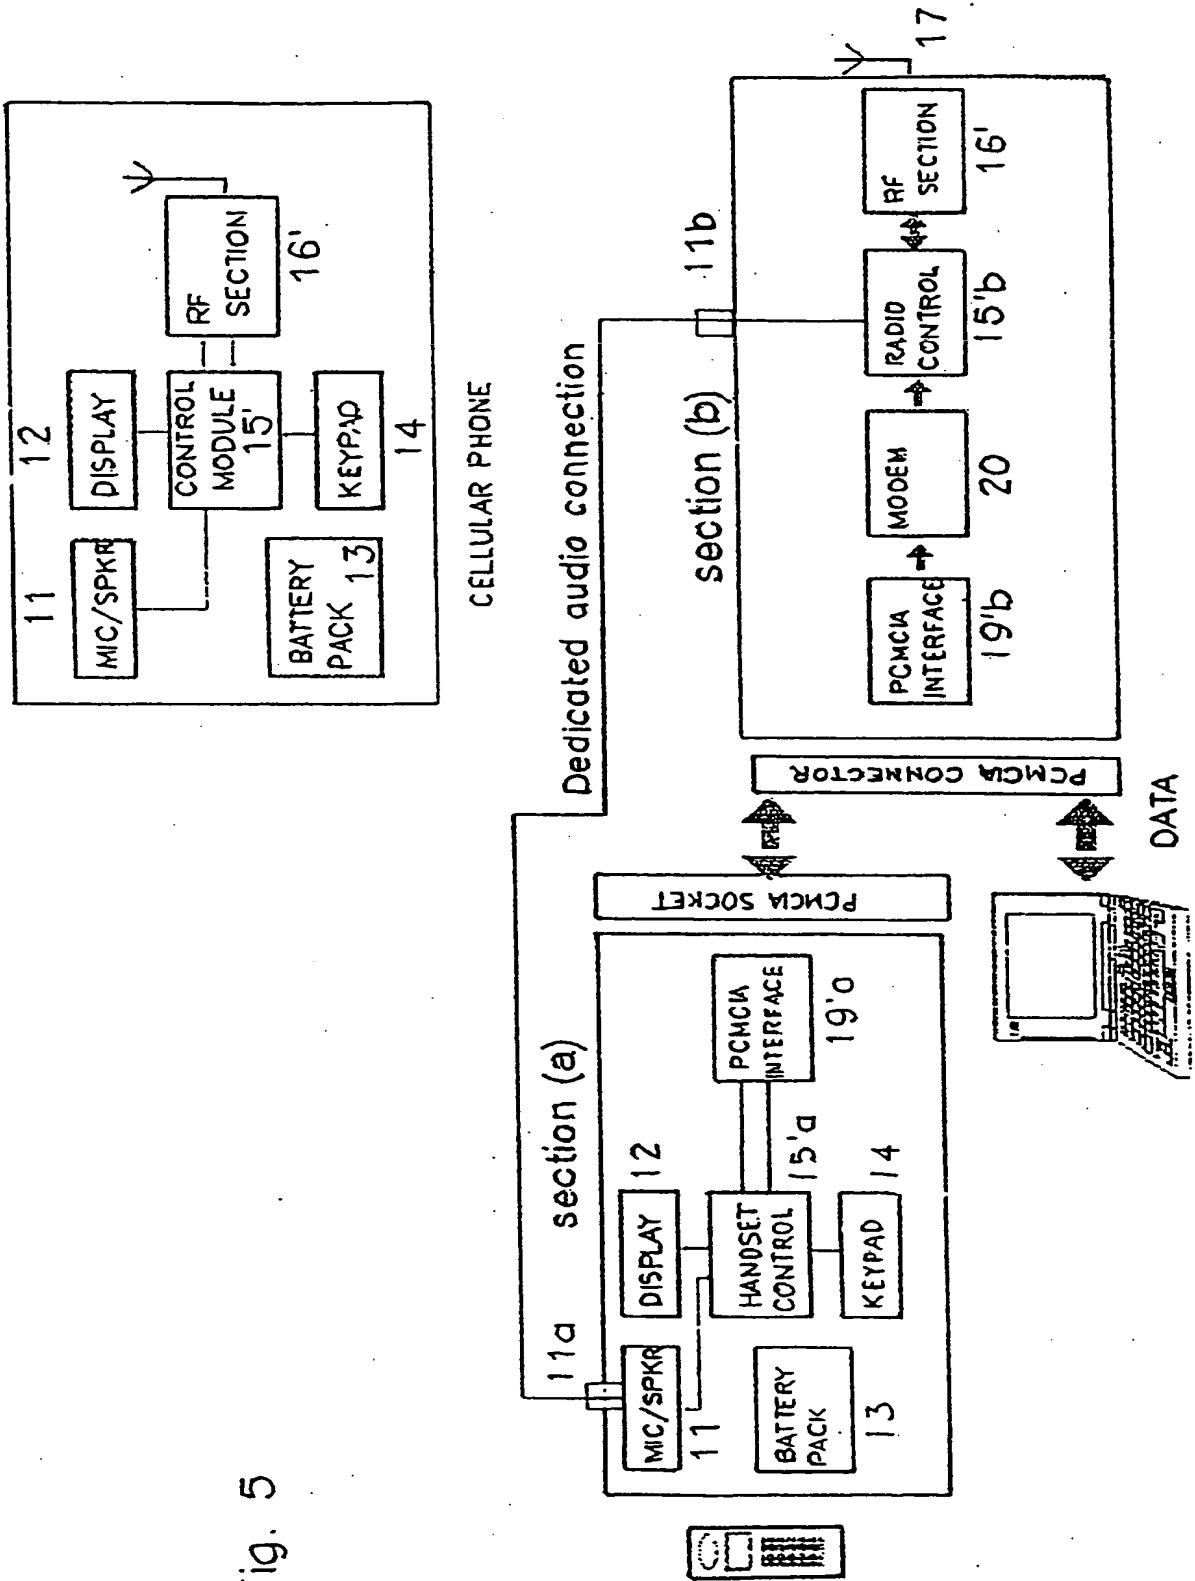 ig. 5
11
12
MIC/SPKR
DISPLAY
CONTROL
MODULE
15'
RF
SECTION
16'
BATTERY
PACK 13
KEYPAD
14
CELLULAR PHONE
Dedicated audio connection
11a
section (a)
MIC/SPKR
11
DISPLAY
12
HANDSET
CONTROL
15'a
PCMCIA
INTERFACE
19'a
BATTERY
PACK
13
KEYPAD
14
PCMCIA SOCKET
section (b)
11b
PCMCIA CONNECTOR
PCMCIA
INTERFACE
19'b
MODEM
20
RADIO
CONTROL
15'b
RF
SECTION
16'
17
DATA